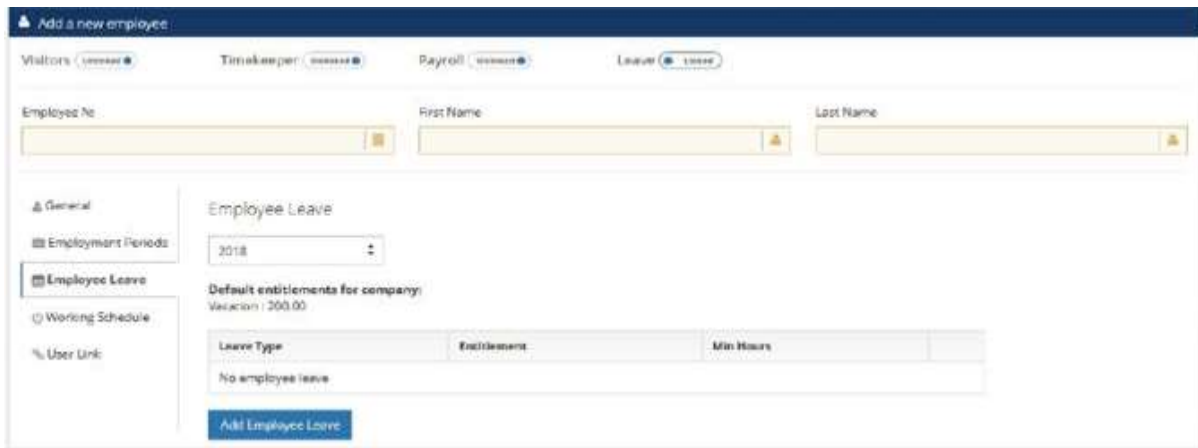 Add a new employee
Visitors Timekeeper Payroll Leave
Employee № First Name Last Name
General
Employment Periods
Employee Leave
Working Schedule
User Link
Employee Leave
2018
Default entitlements for company:
Vacation : 200.00
Leave Type Entitlement Min Hours
No employee leave
Add Employee Leave